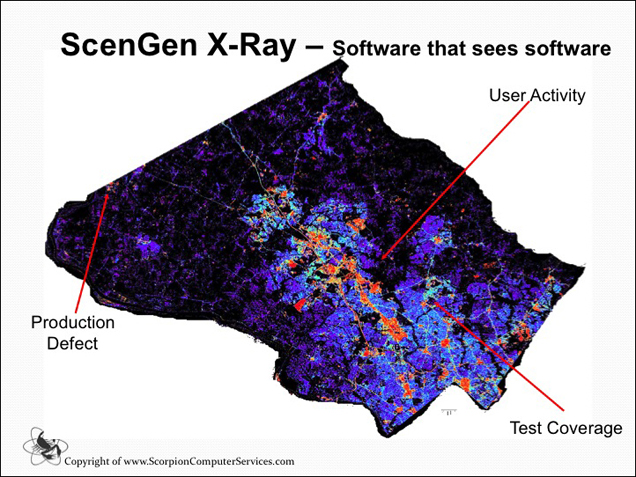 ScenGen X-Ray – Software that sees software
User Activity
Production
Defect
Test Coverage
Copyright of www.ScorpionComputerServices.com